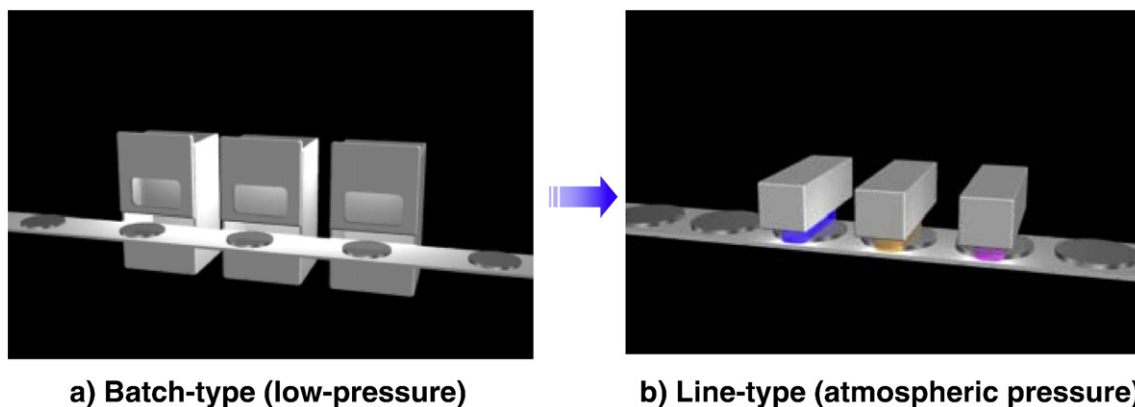 a) Batch-type (low-pressure)
b) Line-type (atmospheric pressure)